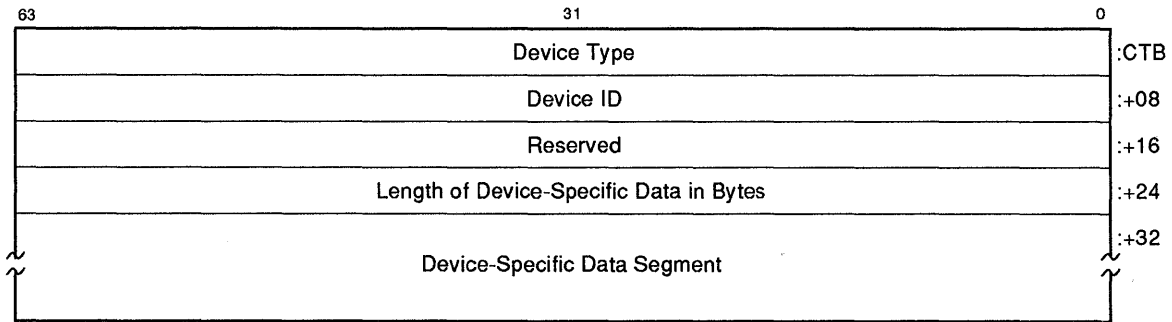 63 31 0
Device Type :CTB
Device ID :+08
Reserved :+16
Length of Device-Specific Data in Bytes :+24
:+32
Device-Specific Data Segment